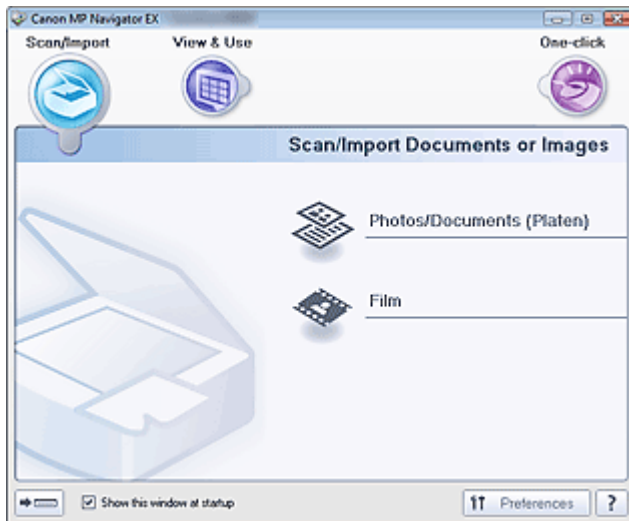 Canon MP Navigator EX
Scan/Import View & Use One-click
Scan/Import Documents or Images
Photos/Documents (Platen)
Film
Show this window at startup Preferences ?